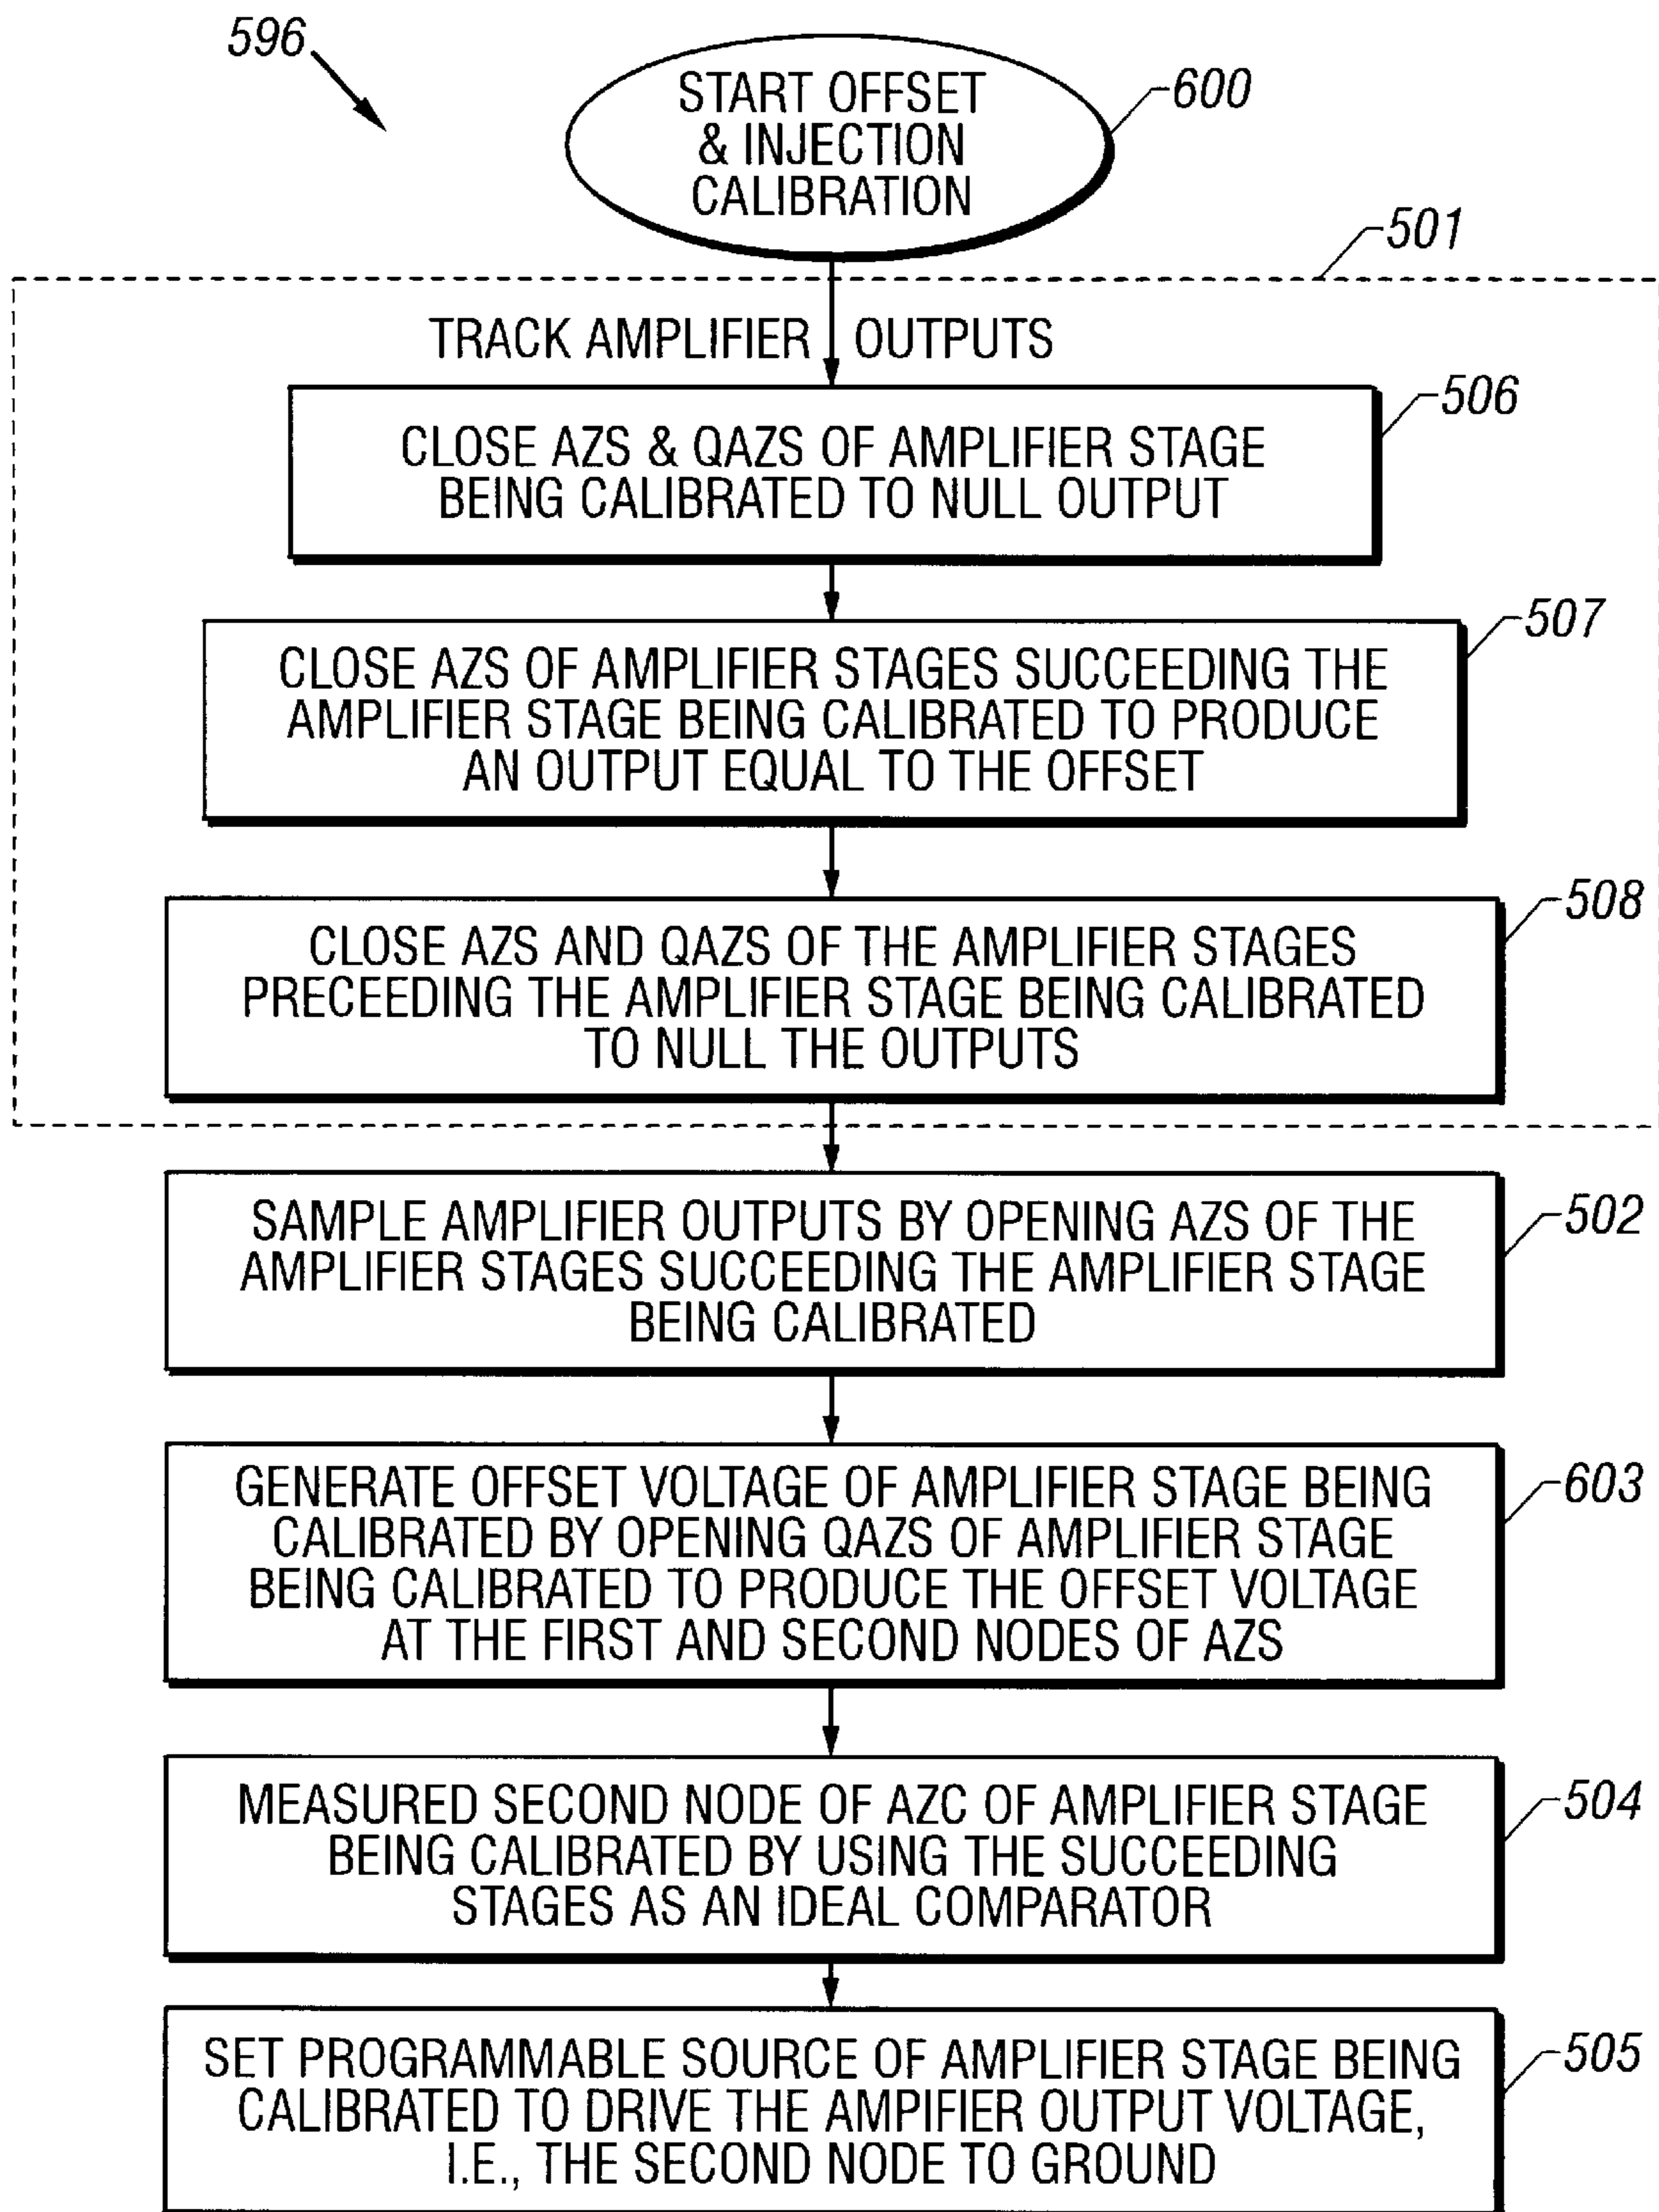 596
START OFFSET
& INJECTION
CALIBRATION
600
501
TRACK AMPLIFIER OUTPUTS
506
CLOSE AZS & QAZS OF AMPLIFIER STAGE
BEING CALIBRATED TO NULL OUTPUT
507
CLOSE AZS OF AMPLIFIER STAGES SUCCEEDING THE
AMPLIFIER STAGE BEING CALIBRATED TO PRODUCE
AN OUTPUT EQUAL TO THE OFFSET
508
CLOSE AZS AND QAZS OF THE AMPLIFIER STAGES
PRECEEDING THE AMPLIFIER STAGE BEING CALIBRATED
TO NULL THE OUTPUTS
502
SAMPLE AMPLIFIER OUTPUTS BY OPENING AZS OF THE
AMPLIFIER STAGES SUCCEEDING THE AMPLIFIER STAGE
BEING CALIBRATED
603
GENERATE OFFSET VOLTAGE OF AMPLIFIER STAGE BEING
CALIBRATED BY OPENING QAZS OF AMPLIFIER STAGE
BEING CALIBRATED TO PRODUCE THE OFFSET VOLTAGE
AT THE FIRST AND SECOND NODES OF AZS
504
MEASURED SECOND NODE OF AZC OF AMPLIFIER STAGE
BEING CALIBRATED BY USING THE SUCCEEDING
STAGES AS AN IDEAL COMPARATOR
505
SET PROGRAMMABLE SOURCE OF AMPLIFIER STAGE BEING
CALIBRATED TO DRIVE THE AMPIFIER OUTPUT VOLTAGE,
I.E., THE SECOND NODE TO GROUND